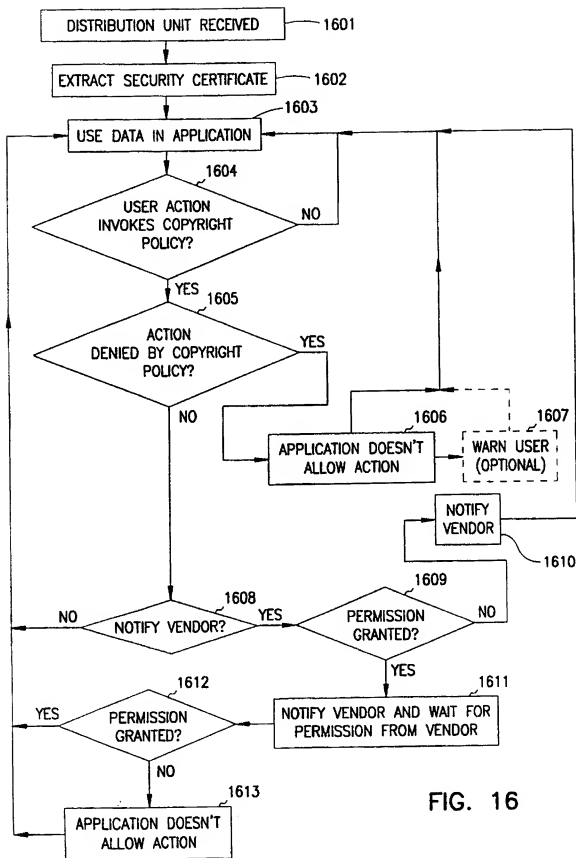 DISTRIBUTION UNIT RECEIVED
1601
EXTRACT SECURITY CERTIFICATE
1602
1603
USE DATA IN APPLICATION
1604
USER ACTION
INVOKES COPYRIGHT
POLICY?
NO
YES
1605
ACTION
DENIED BY COPYRIGHT
POLICY?
YES
NO
1606
APPLICATION DOESN'T
ALLOW ACTION
1607
WARN USER
(OPTIONAL)
NOTIFY
VENDOR
1610
1608
NO
NOTIFY VENDOR?
YES
1609
PERMISSION
GRANTED?
NO
YES
1611
NOTIFY VENDOR AND WAIT FOR
PERMISSION FROM VENDOR
1612
YES
PERMISSION
GRANTED?
NO
1613
APPLICATION DOESN'T
ALLOW ACTION
FIG. 16